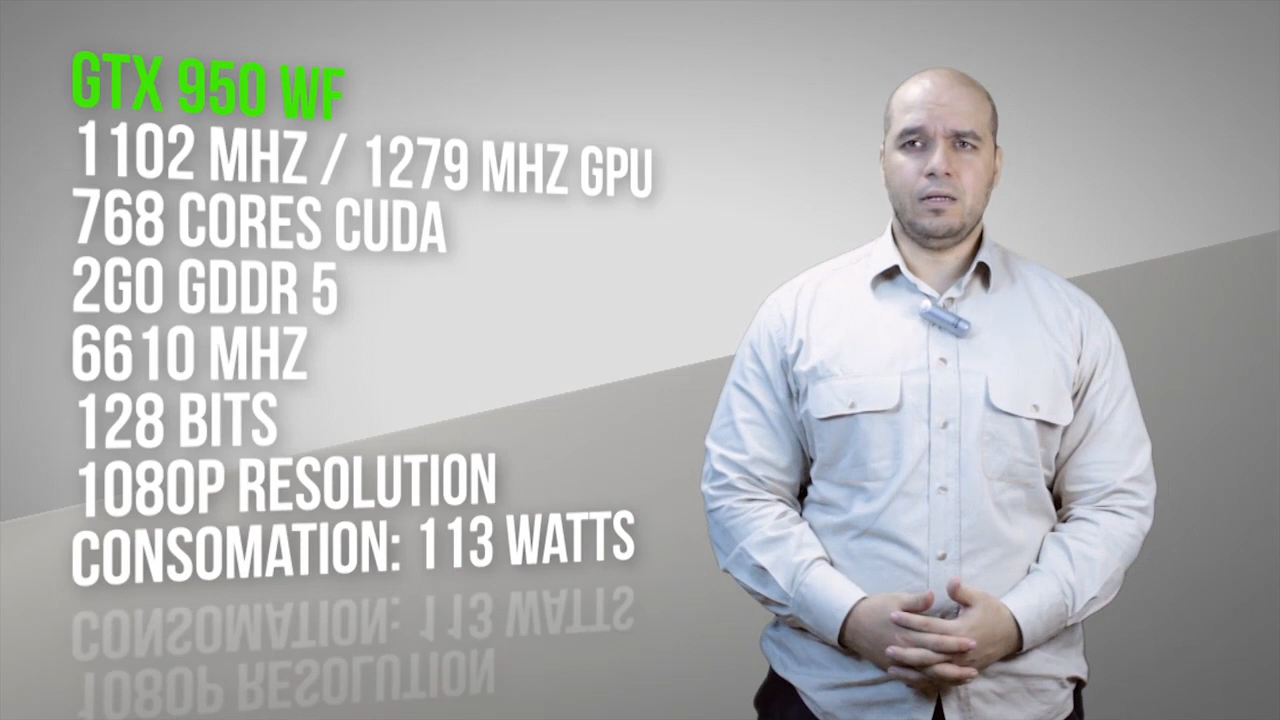 GTX 950 WF
1102 MHZ / 1279 MHZ GPU
768 CORES CUDA
2GO GDDR 5
6610 MHZ
128 BITS
1080P RESOLUTION
CONSOMATION: 113 WATTS